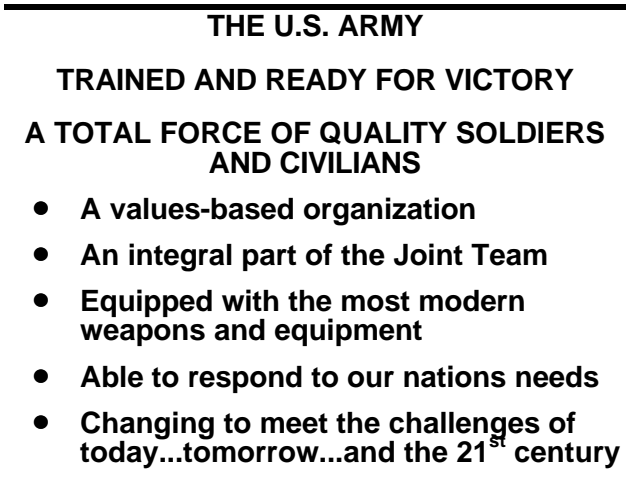 THE U.S. ARMY
TRAINED AND READY FOR VICTORY
A TOTAL FORCE OF QUALITY SOLDIERS
AND CIVILIANS
● A values-based organization
● An integral part of the Joint Team
● Equipped with the most modern
weapons and equipment
● Able to respond to our nations needs
● Changing to meet the challenges of
today...tomorrow...and the 21st century